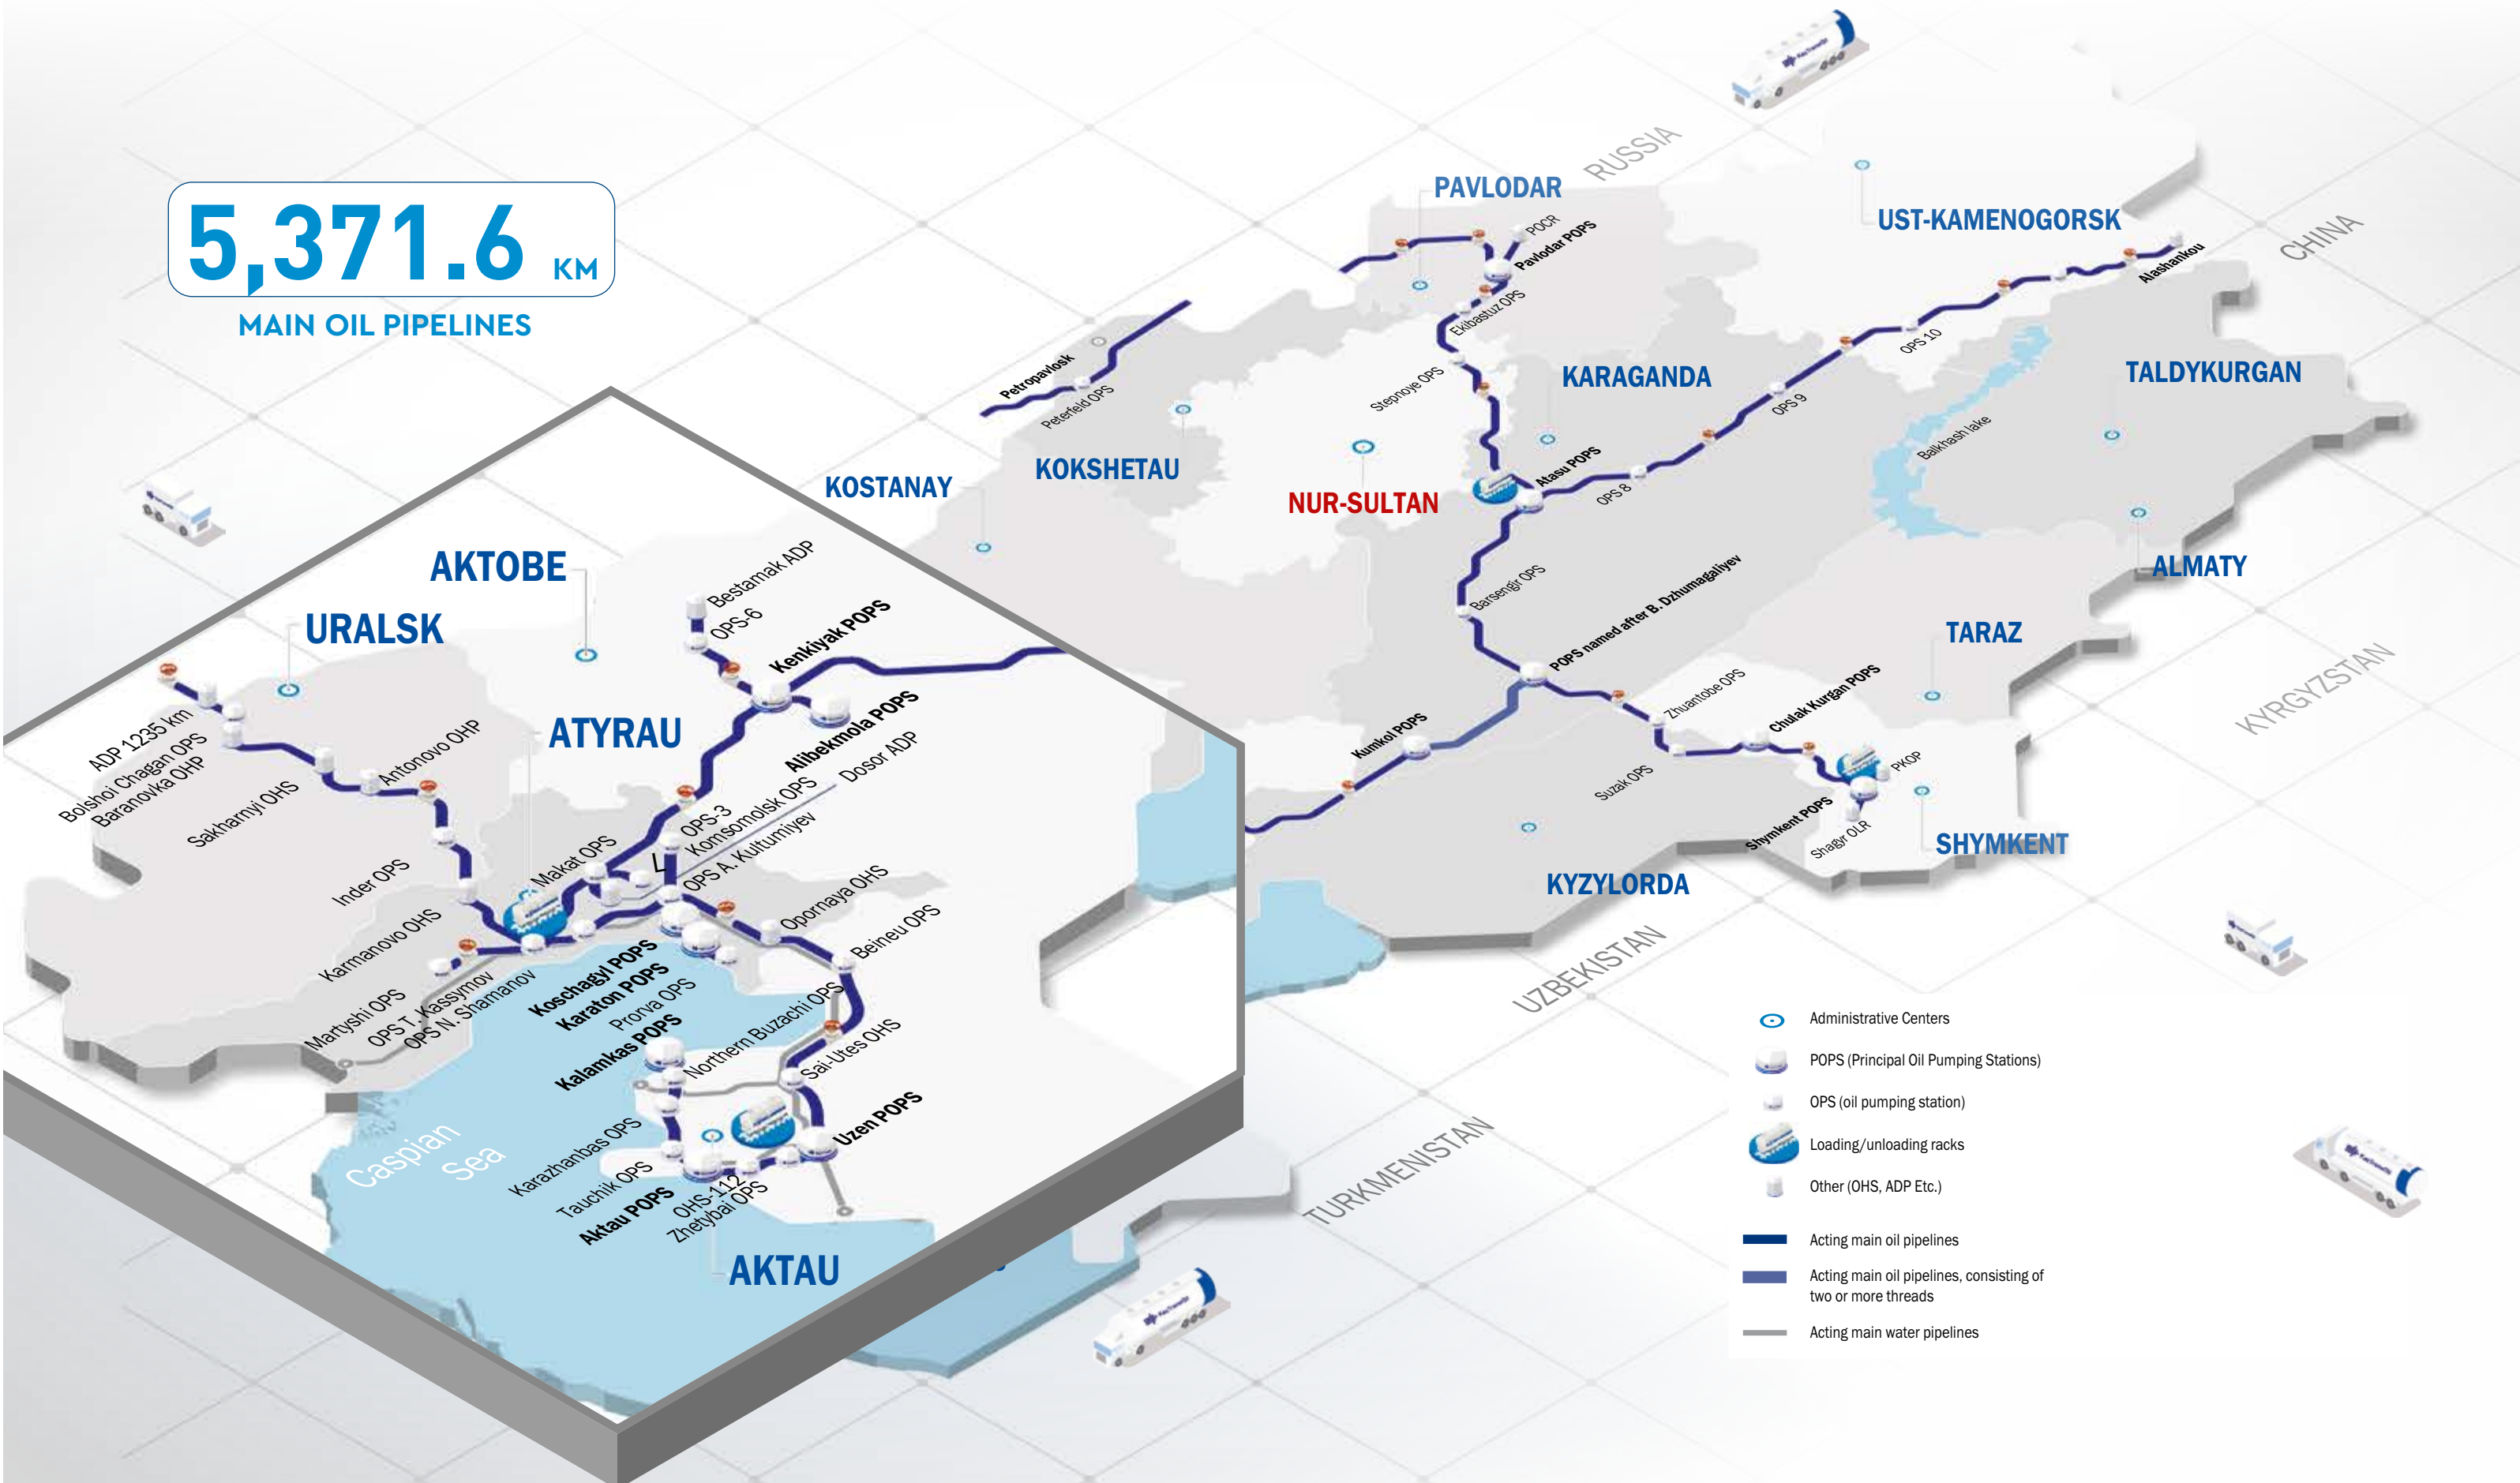 5,371.6 KM
MAIN OIL PIPELINES
RUSSIA
CHINA
KYRGYZSTAN
UZBEKISTAN
TURKMENISTAN
PAVLODAR
POCR
Pavlodar POPS
Ekibastuz OPS
Stepnoye OPS
UST-KAMENOGORSK
Alashankou
OPS 10
OPS 9
OPS 8
KARAGANDA
TALDYKURGAN
Balkhash lake
Petropavlosk
Peterfeld OPS
KOKSHETAU
KOSTANAY
NUR-SULTAN
Atasu POPS
Barsengir OPS
POPS named after B. Dzhumagaliyev
ALMATY
TARAZ
Zhuantobe OPS
Chulak Kurgan POPS
Kumkol POPS
Suzak OPS
PKOP
Shymkent POPS
Shagyr OLR
SHYMKENT
KYZYLORDA
AKTOBE
URALSK
ATYRAU
Bestamak ADP
OPS-6
Kenkiyak POPS
Alibekmola POPS
Dosor ADP
ADP 1235 km
Bolshoi Chagan OPS
Baranovka OHP
Sakharnyi OHS
Antonovo OHP
Inder OPS
Makat OPS
OPS-3
Komsomolsk OPS
OPS A. Kultumiyev
Opornaya OHS
Beineu OPS
Karmanovo OHS
Martyshi OPS
OPS T. Kassymov
OPS N. Shamanov
Koschagyl POPS
Karaton POPS
Prorva OPS
Kalamkas POPS
Northern Buzachi OPS
Sai-Utes OHS
Uzen POPS
Karazhanbas OPS
Tauchik OPS
Aktau POPS
OHS-112
Zhetybai OPS
AKTAU
Caspian
Sea
Administrative Centers
POPS (Principal Oil Pumping Stations)
OPS (oil pumping station)
Loading/unloading racks
Other (OHS, ADP Etc.)
Acting main oil pipelines
Acting main oil pipelines, consisting of
two or more threads
Acting main water pipelines